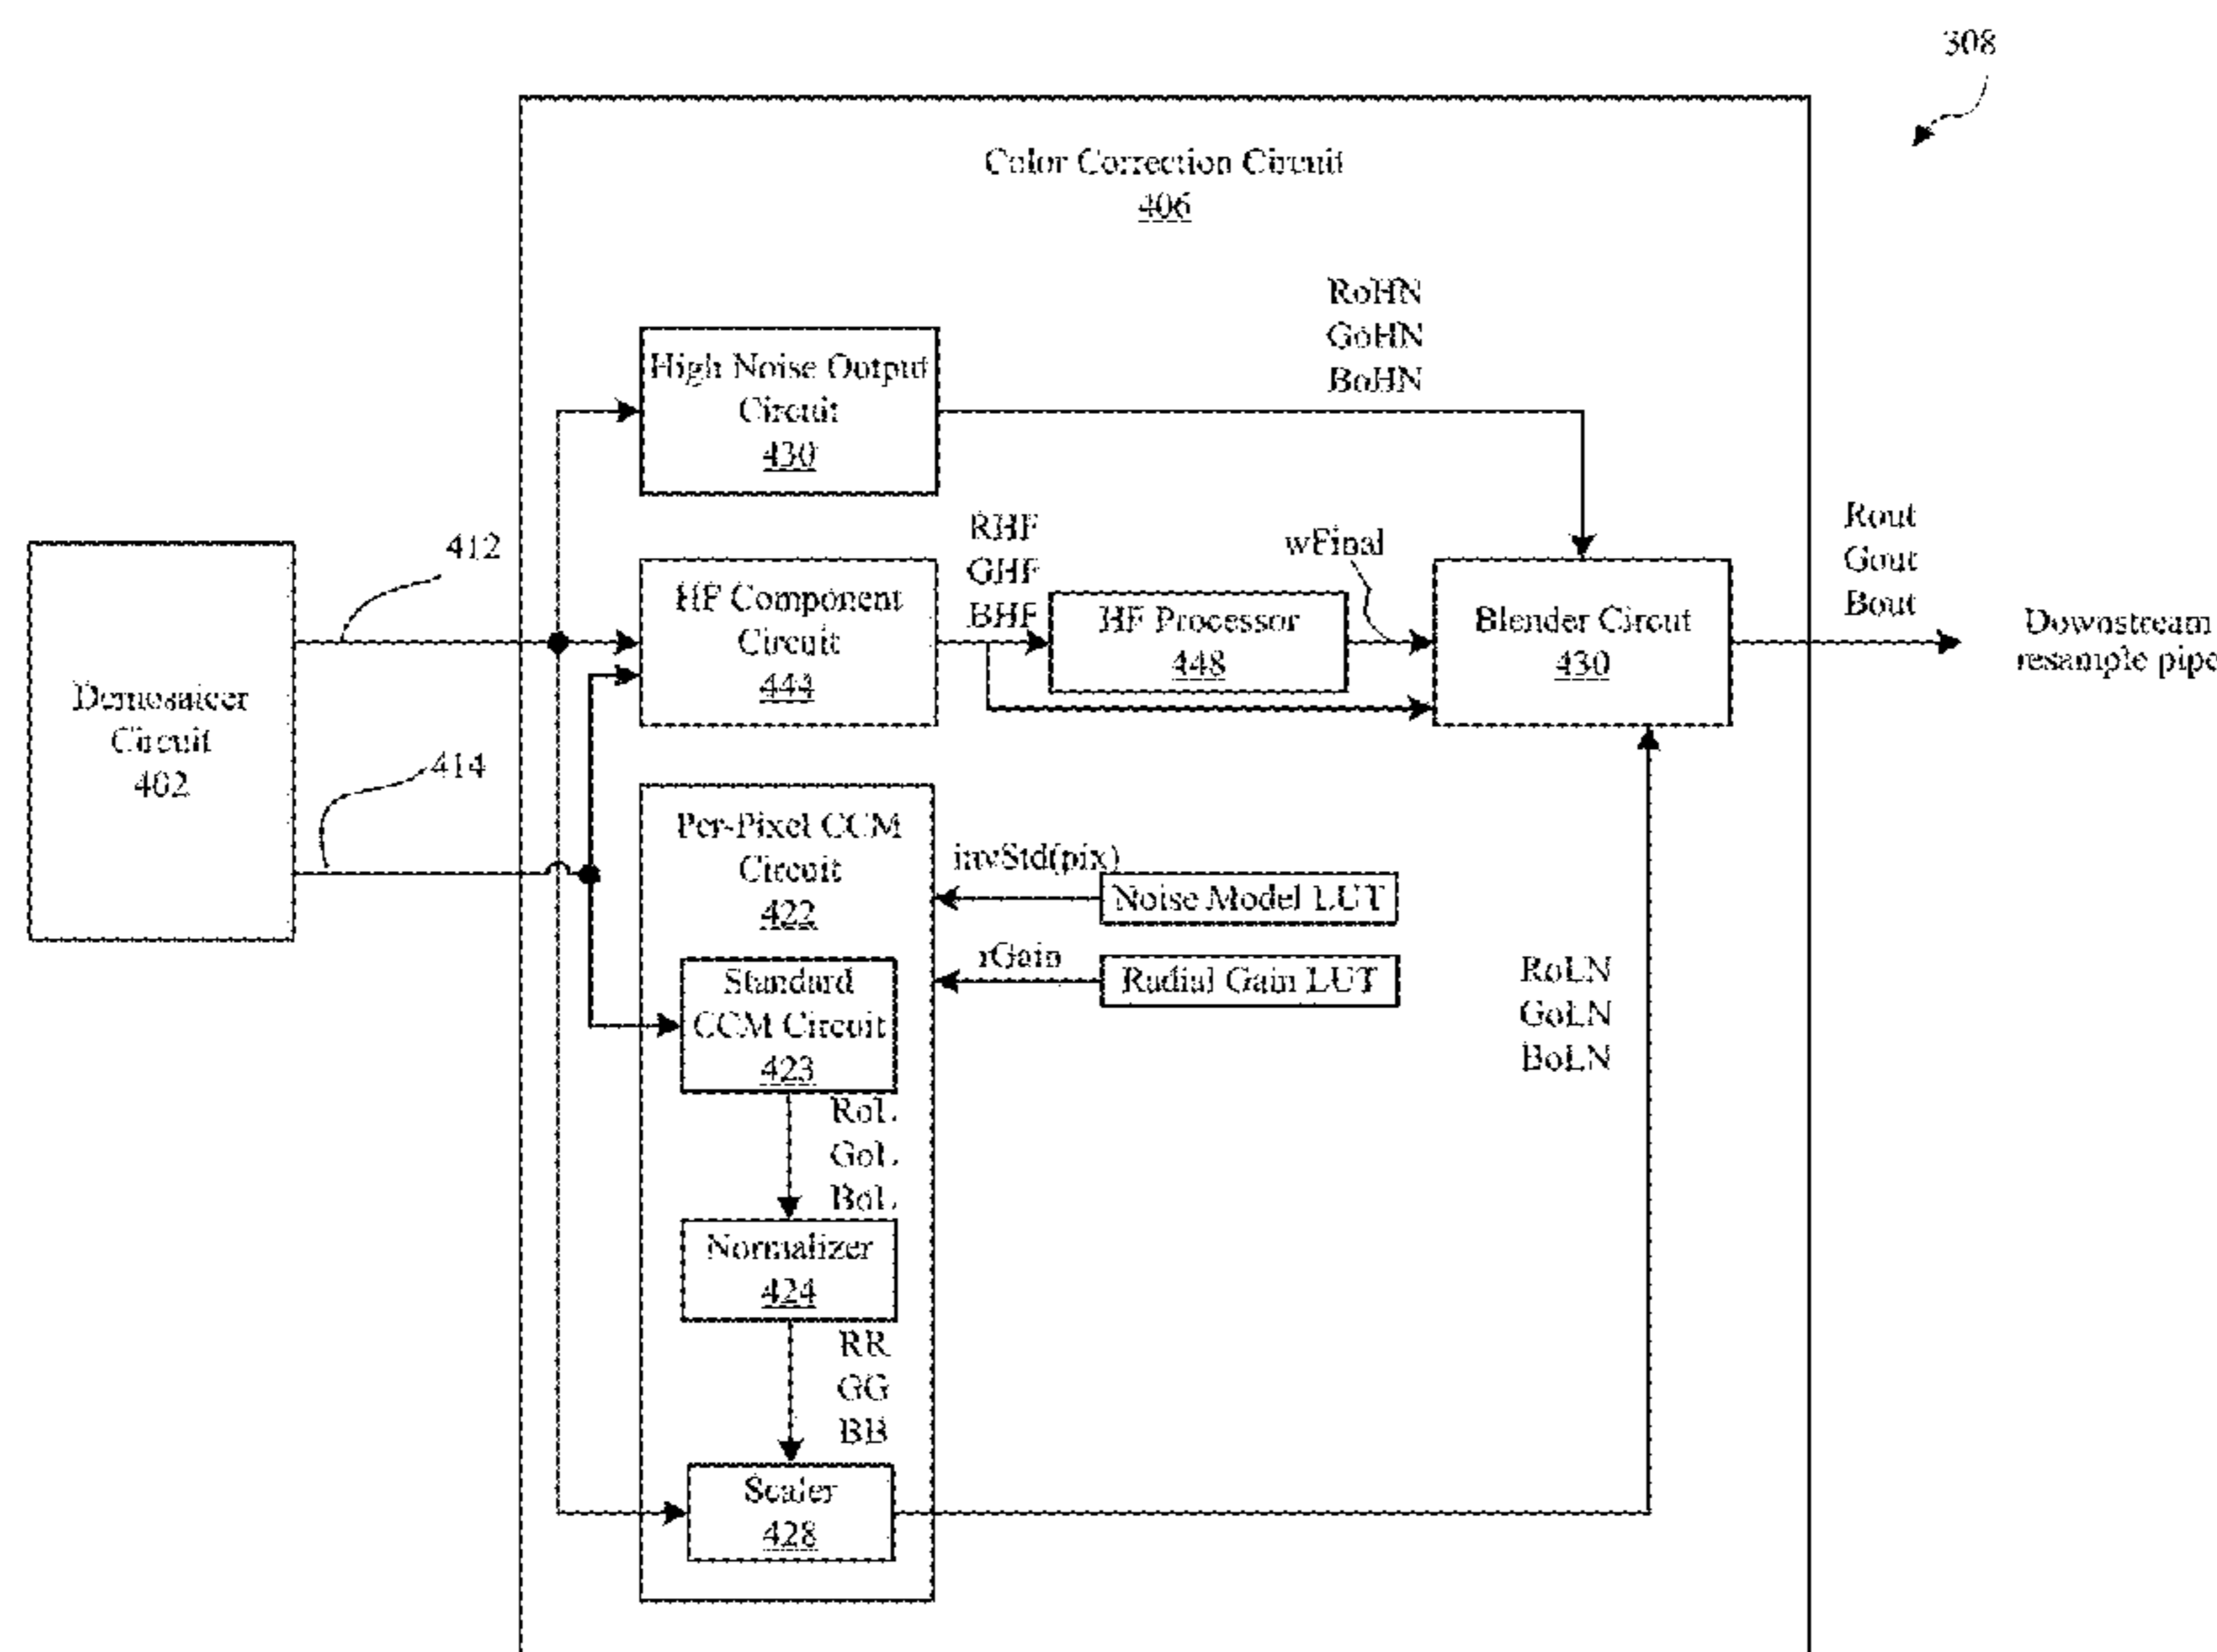 308
Color Correction Circuit
406
RoHN
GoHN
BoHN
High Noise Output
Circuit
430
412
RHF
GHF
BHF
wFinal
Rout
Gout
Bout
HF Component
Circuit
444
HF Processor
448
Blender Circut
430
Downstream
resample pipe
Demosaicer
Circuit
402
414
Per-Pixel CCM
Circuit
422
invStd(pix)
Noise Model LUT
rGain
Radial Gain LUT
Standard
CCM Circuit
423
RoLN
GoLN
BoLN
RoL
GoL
BoL
Normalizer
424
RR
GG
BB
Scaler
428